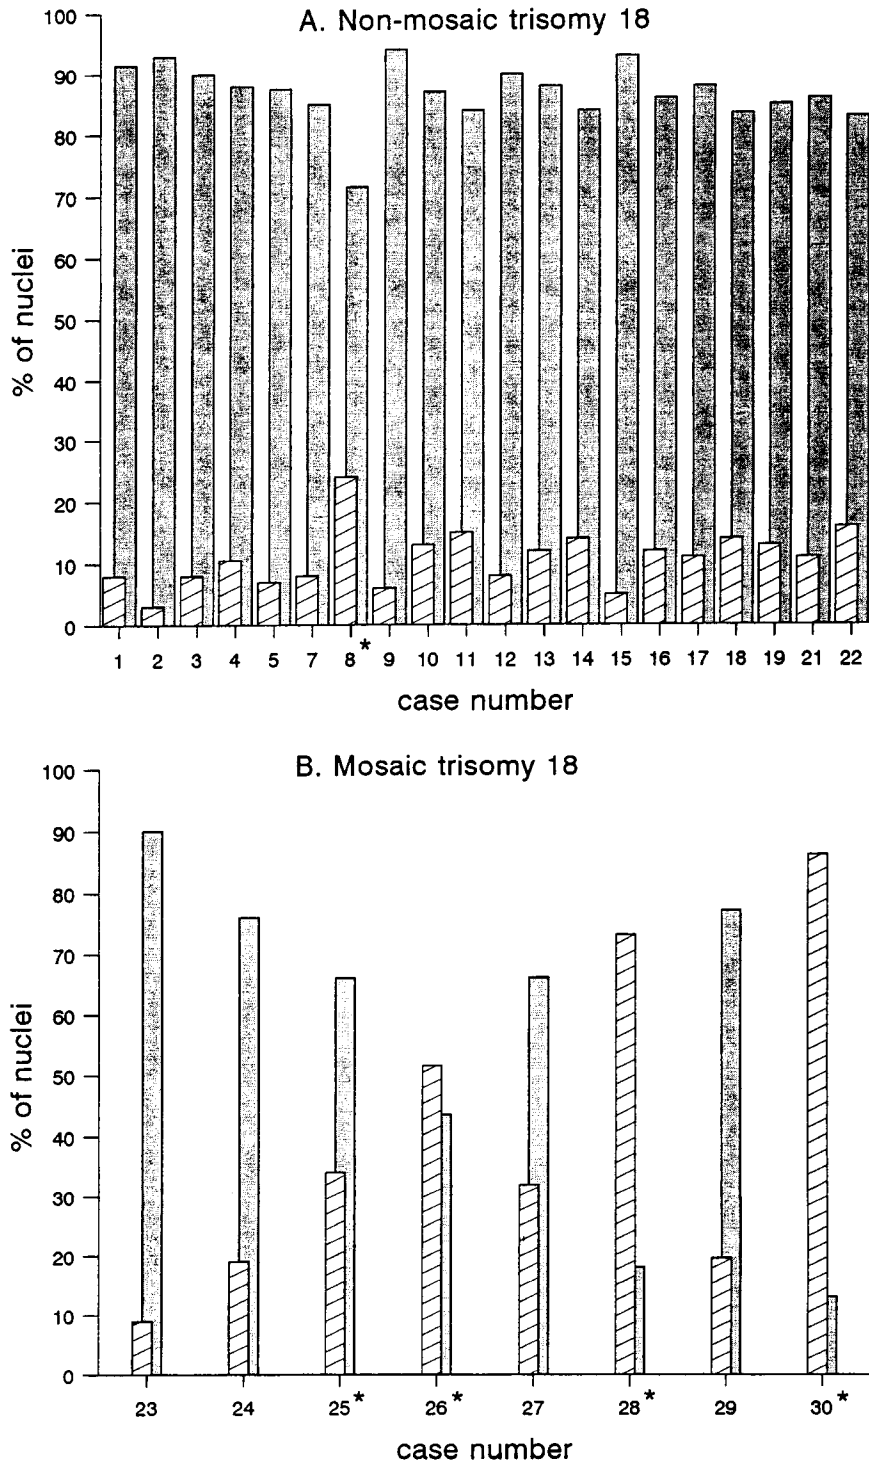 A. Non-mosaic trisomy 18
100
90
80
70
60
50
40
30
20
10
0
% of nuclei
1 2 3 4 5 7 8* 9 10 11 12 13 14 15 16 17 18 19 21 22
case number
B. Mosaic trisomy 18
100
90
80
70
60
50
40
30
20
10
0
% of nuclei
23 24 25* 26* 27 28* 29 30*
case number